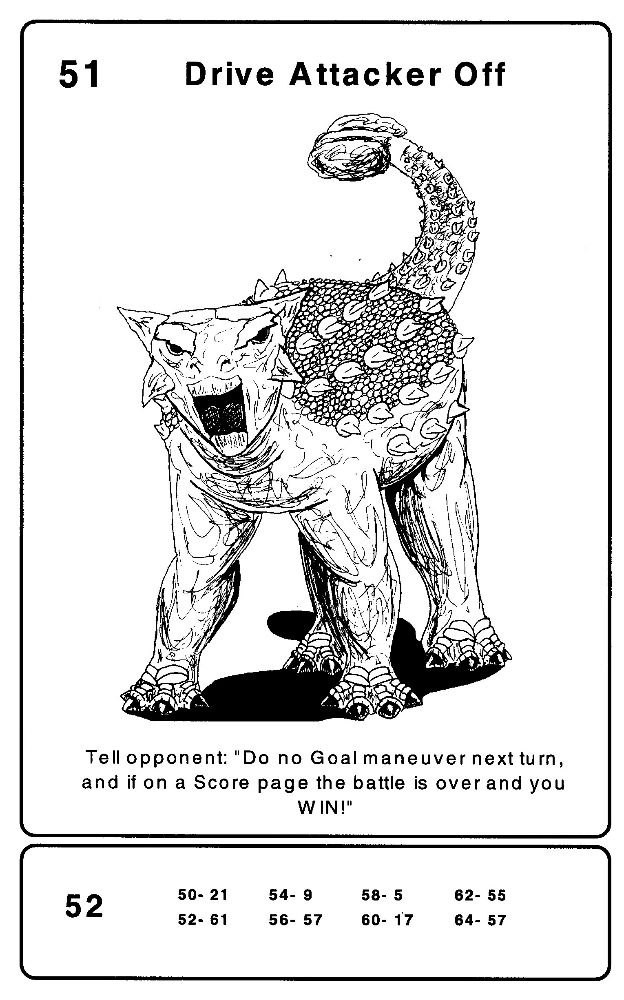 51 Drive Attacker Off
Tell opponent: "Do no Goal maneuver next turn,
and if on a Score page the battle is over and you
WIN!"
52
50- 21 54- 9 58- 5 62- 55
52- 61 56- 57 60- 17 64- 57